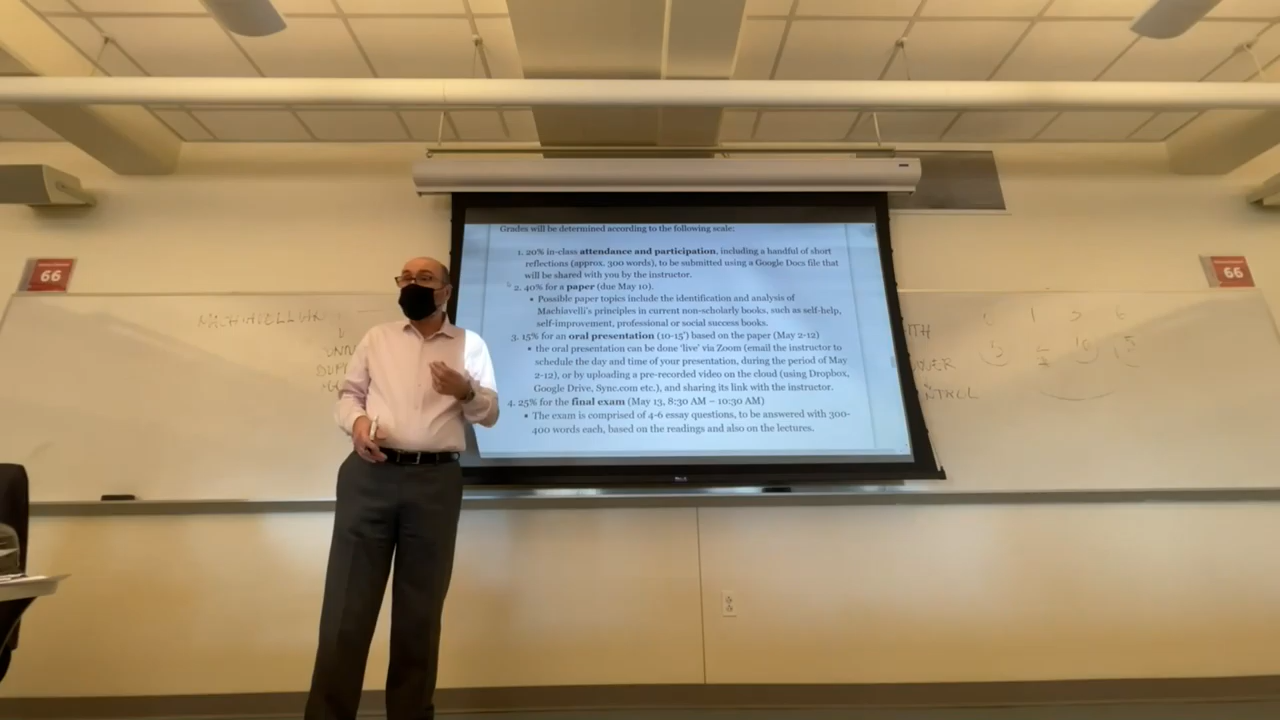 Grades will be determined according to the following scale:
1. 20% in-class attendance and participation, including a handful of short
reflections (approx. 300 words), to be submitted using a Google Docs file that
will be shared with you by the instructor.
2. 40% for a paper (due May 10).
• Possible paper topics include the identification and analysis of
Machiavelli's principles in current non-scholarly books, such as self-help,
self-improvement, professional or social success books.
3. 15% for an oral presentation (10-15') based on the paper (May 2-12)
• the oral presentation can be done 'live' via Zoom (email the instructor to
schedule the day and time of your presentation, during the period of May
2-12), or by uploading a pre-recorded video on the cloud (using Dropbox,
Google Drive, Sync.com etc.), and sharing its link with the instructor.
4. 25% for the final exam (May 13, 8:30 AM – 10:30 AM)
• The exam is comprised of 4-6 essay questions, to be answered with 300-
400 words each, based on the readings and also on the lectures.
66
66